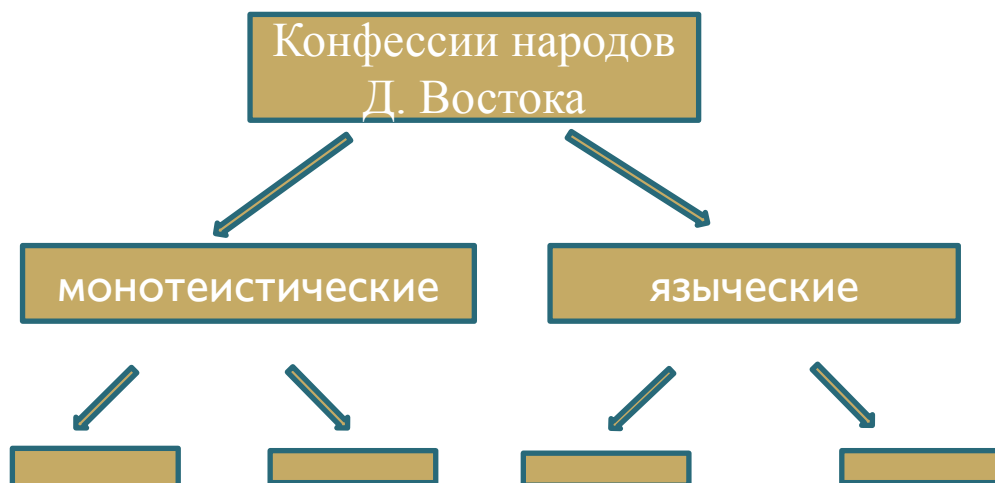 Конфессии народов
Д. Востока
монотеистические
языческие